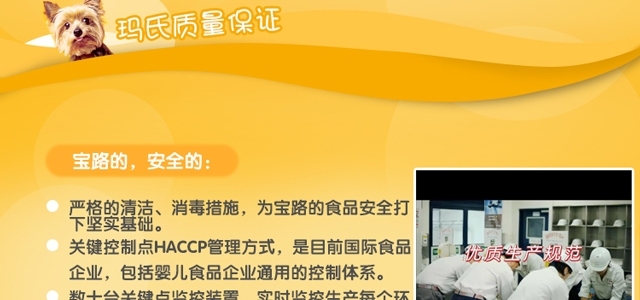 玛氏质量保证
宝路的，安全的：
严格的清洁、消毒措施，为宝路的食品安全打
下坚实基础。
关键控制点HACCP管理方式，是目前国际食品
企业，包括婴儿食品企业通用的控制体系。
数十台关键点监控装置，实时监控生产每个环
优质生产规范